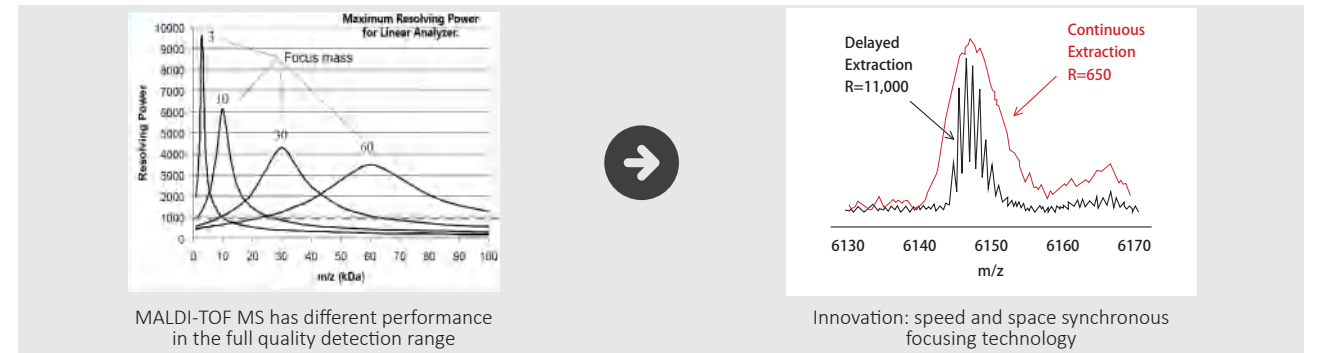 Maximum Resolving Power
for Linear Analyzer.
10000
9000
8000
7000
6000
5000
4000
3000
2000
1000
0
Resolving Power
3
Focus mass
10
30
60
0 10 20 30 40 50 60 70 80 90 100
m/z (kDa)
MALDI-TOF MS has different performance
in the full quality detection range
Delayed
Extraction
R=11,000
Continuous
Extraction
R=650
6130 6140 6150 6160 6170
m/z
Innovation: speed and space synchronous
focusing technology